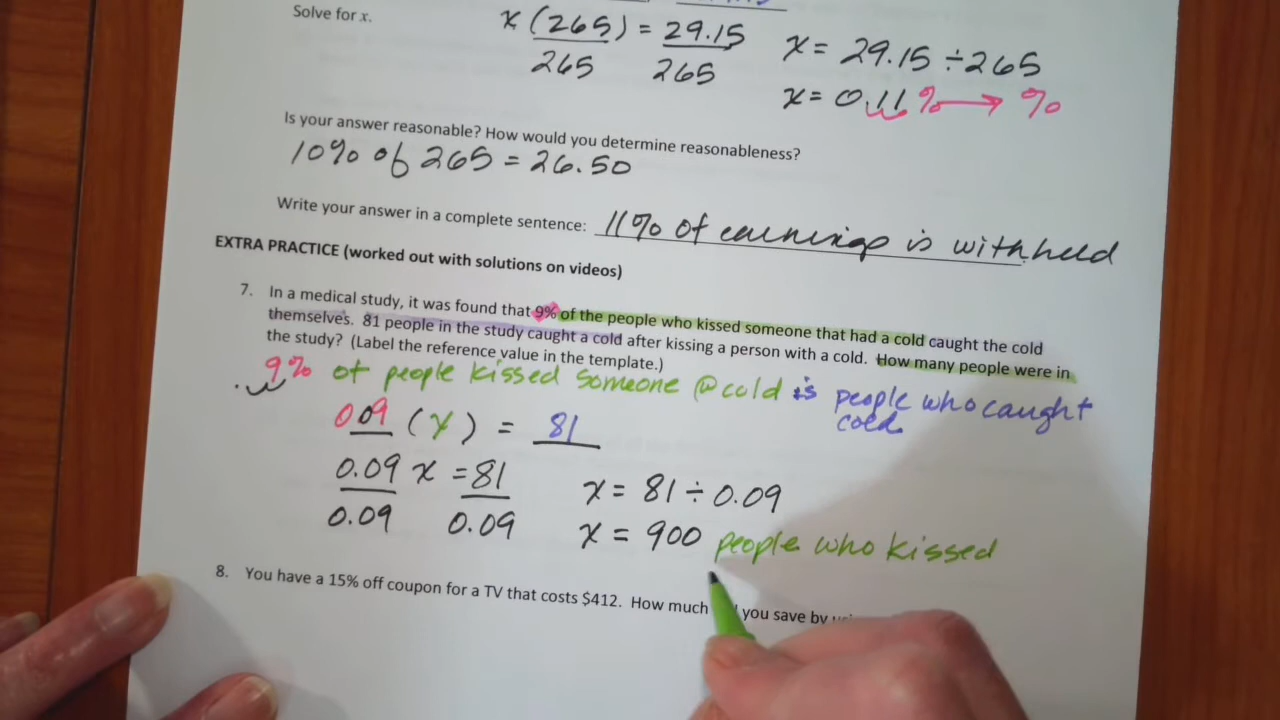 Solve for x.
x (265) = 29.15
265 265
x = 29.15 ÷ 265
x = 0.11 % → %
Is your answer reasonable? How would you determine reasonableness?
10% of 265 = 26.50
Write your answer in a complete sentence: 11% of earnings is withheld
EXTRA PRACTICE (worked out with solutions on videos)
7. In a medical study, it was found that 9% of the people who kissed someone that had a cold caught the cold
themselves. 81 people in the study caught a cold after kissing a person with a cold. How many people were in
the study? (Label the reference value in the template.)
. 9% of people kissed someone @ cold is people who caught
cold
0.09 (x) = 81
0.09 x = 81
0.09 0.09
x = 81 ÷ 0.09
x = 900 people who kissed
8. You have a 15% off coupon for a TV that costs $412. How much you save by